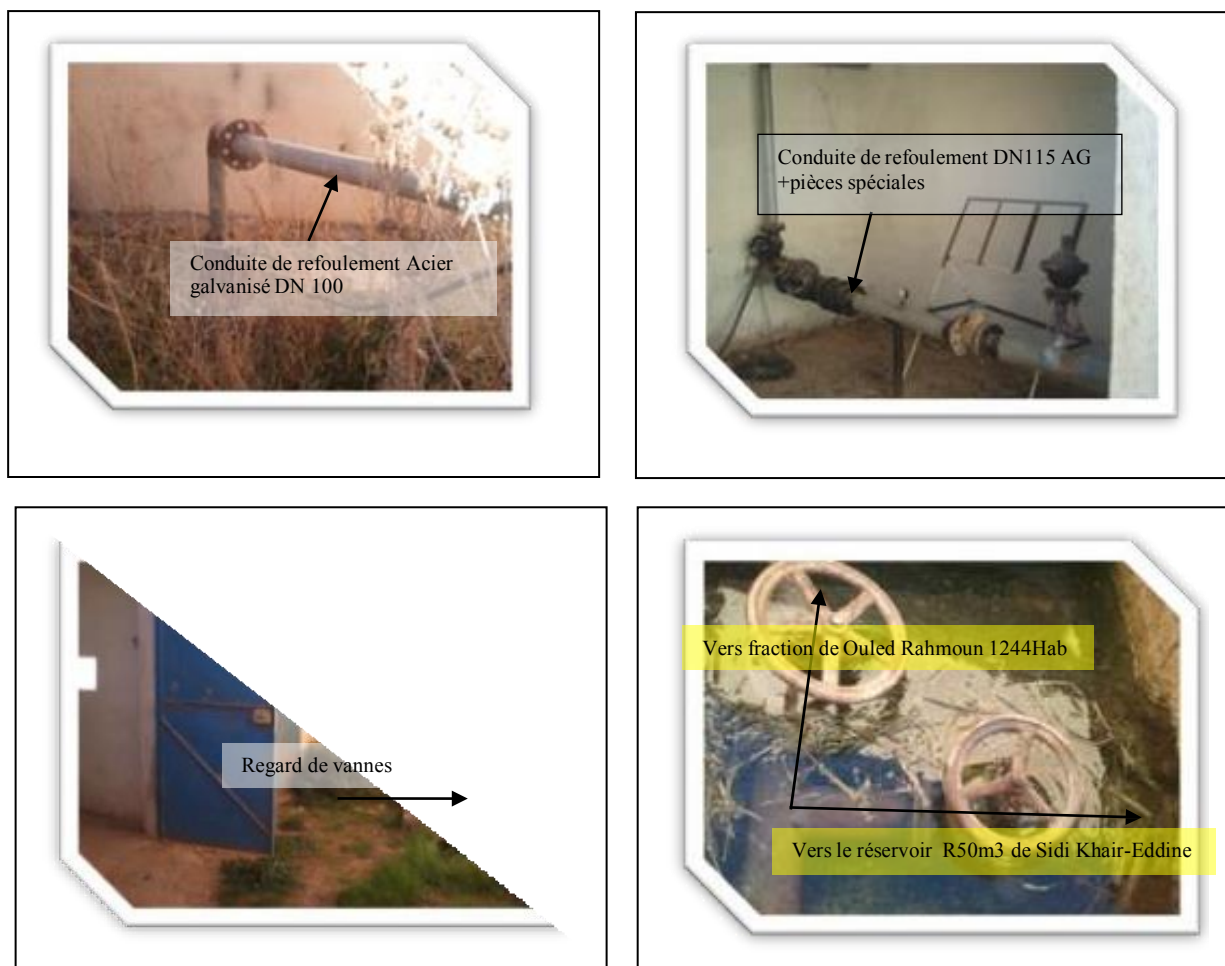 Conduite de refoulement Acier
galvanisé DN 100
Conduite de refoulement DN115 AG
+pièces spéciales
Regard de vannes
Vers fraction de Ouled Rahmoun 1244Hab
Vers le réservoir R50m3 de Sidi Khair-Eddine